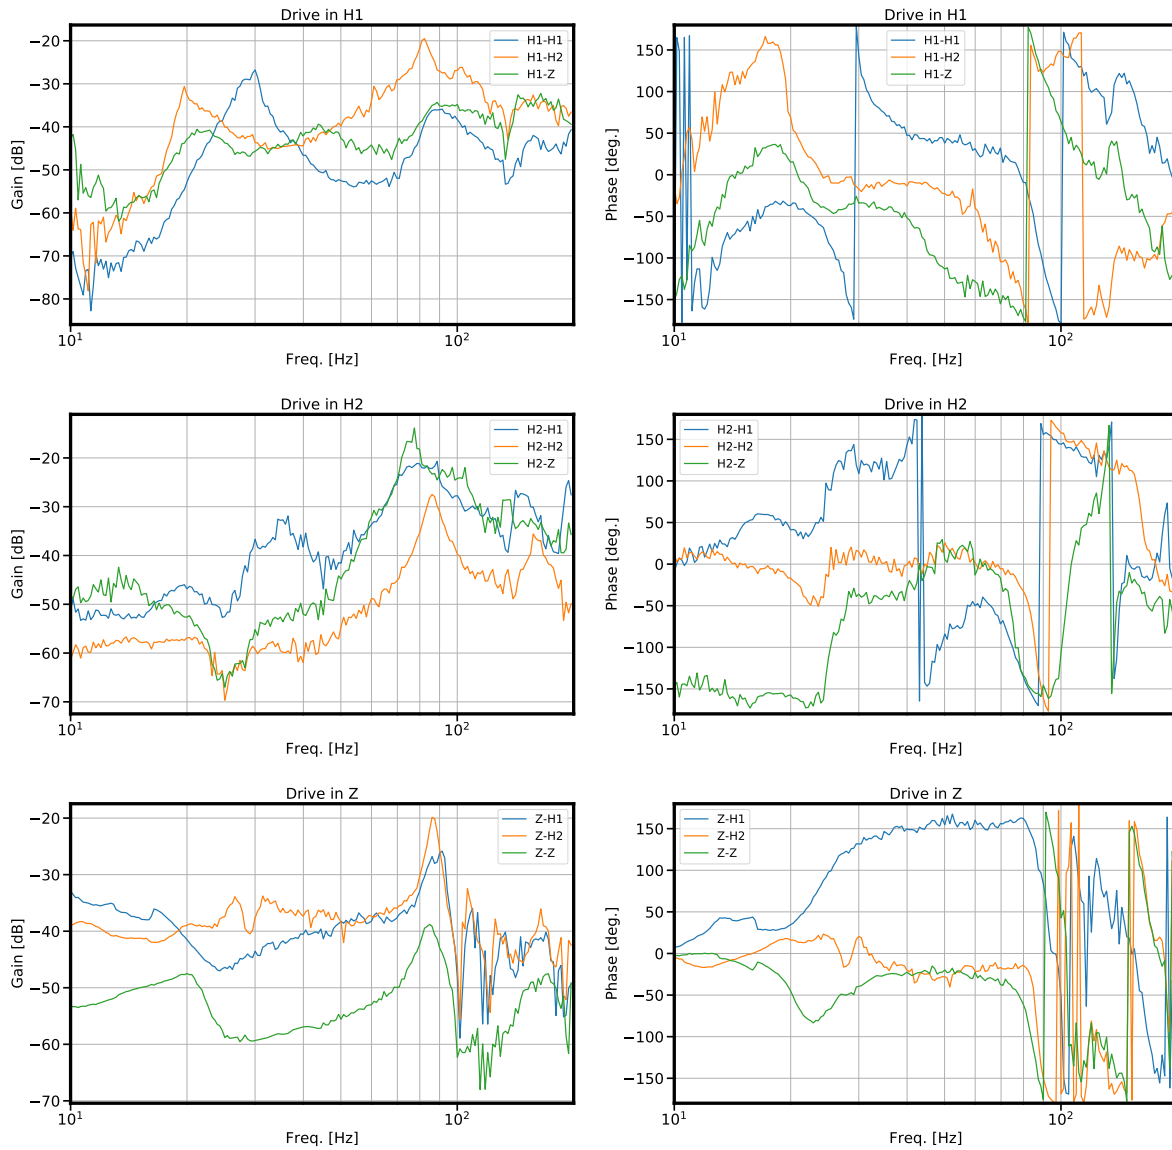 Drive in H1
Gain [dB]
−20
−30
−40
−50
−60
−70
−80
H1-H1
H1-H2
H1-Z
10¹
10²
Freq. [Hz]
Drive in H1
Phase [deg.]
150
100
50
0
−50
−100
−150
H1-H1
H1-H2
H1-Z
10¹
10²
Freq. [Hz]
Drive in H2
Gain [dB]
−20
−30
−40
−50
−60
−70
H2-H1
H2-H2
H2-Z
10¹
10²
Freq. [Hz]
Drive in H2
Phase [deg.]
150
100
50
0
−50
−100
−150
H2-H1
H2-H2
H2-Z
10¹
10²
Freq. [Hz]
Drive in Z
Gain [dB]
−20
−30
−40
−50
−60
−70
Z-H1
Z-H2
Z-Z
10¹
10²
Freq. [Hz]
Drive in Z
Phase [deg.]
150
100
50
0
−50
−100
−150
Z-H1
Z-H2
Z-Z
10¹
10²
Freq. [Hz]